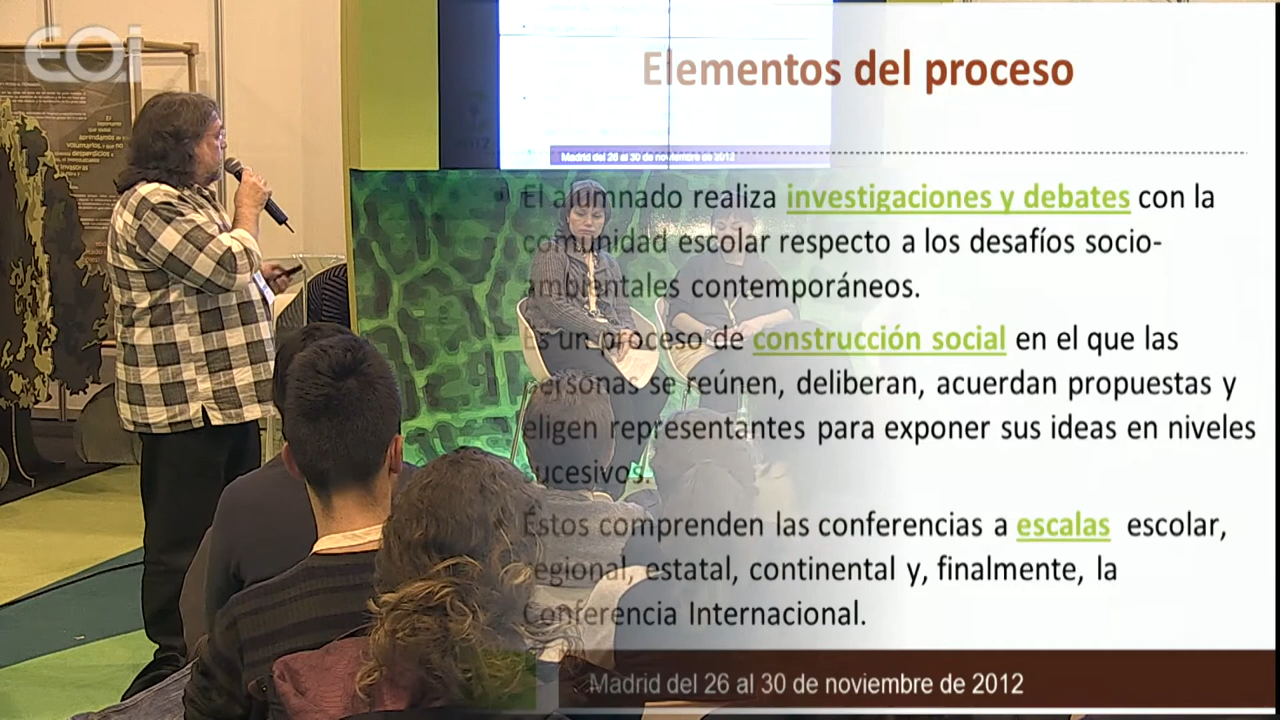 EOi
Elementos del proceso
Madrid del 26 al 30 de noviembre de 2012
El alumnado realiza investigaciones y debates con la
comunidad escolar respecto a los desafíos socio-
ambientales contemporáneos.
Es un proceso de construcción social en el que las
personas se reúnen, deliberan, acuerdan propuestas y
eligen representantes para exponer sus ideas en niveles
sucesivos.
Éstos comprenden las conferencias a escalas escolar,
regional, estatal, continental y, finalmente, la
Conferencia Internacional.
Madrid del 26 al 30 de noviembre de 2012